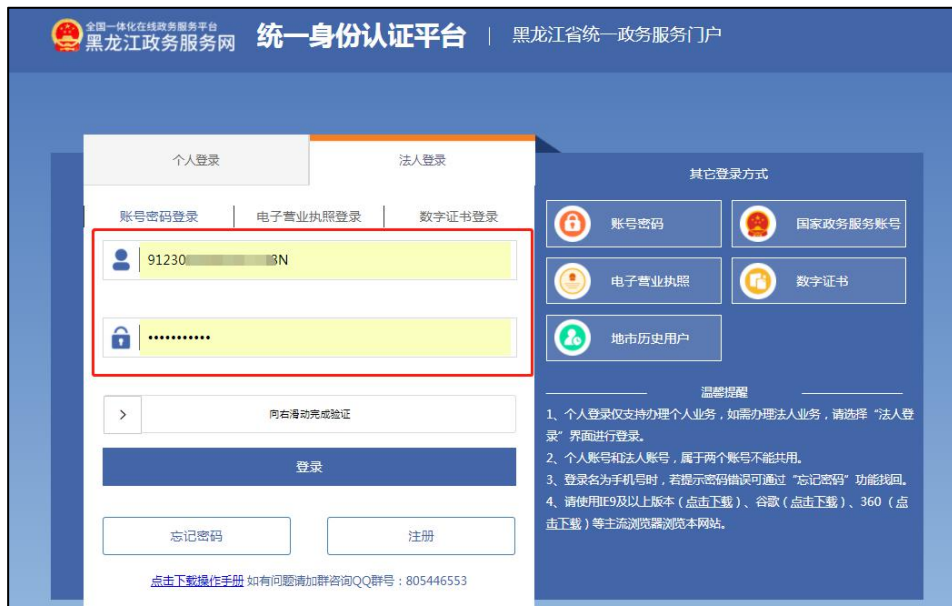 全国一体化在线政务服务平台
黑龙江政务服务网
统一身份认证平台
黑龙江省统一政务服务门户
个人登录
法人登录
账号密码登录
电子营业执照登录
数字证书登录
91230
3N
•••••••••••
>
向右滑动完成验证
登录
忘记密码
注册
点击下载操作手册 如有问题请加群咨询QQ群号：805446553
其它登录方式
账号密码
国家政务服务账号
电子营业执照
数字证书
地市历史用户
温馨提醒
1、个人登录仅支持办理个人业务，如需办理法人业务，请选择“法人登
录”界面进行登录。
2、个人账号和法人账号，属于两个账号不能共用。
3、登录名为手机号时，若提示密码错误可通过“忘记密码”功能找回。
4、请使用IE9及以上版本（点击下载）、谷歌（点击下载）、360（点
击下载）等主流浏览器浏览本网站。